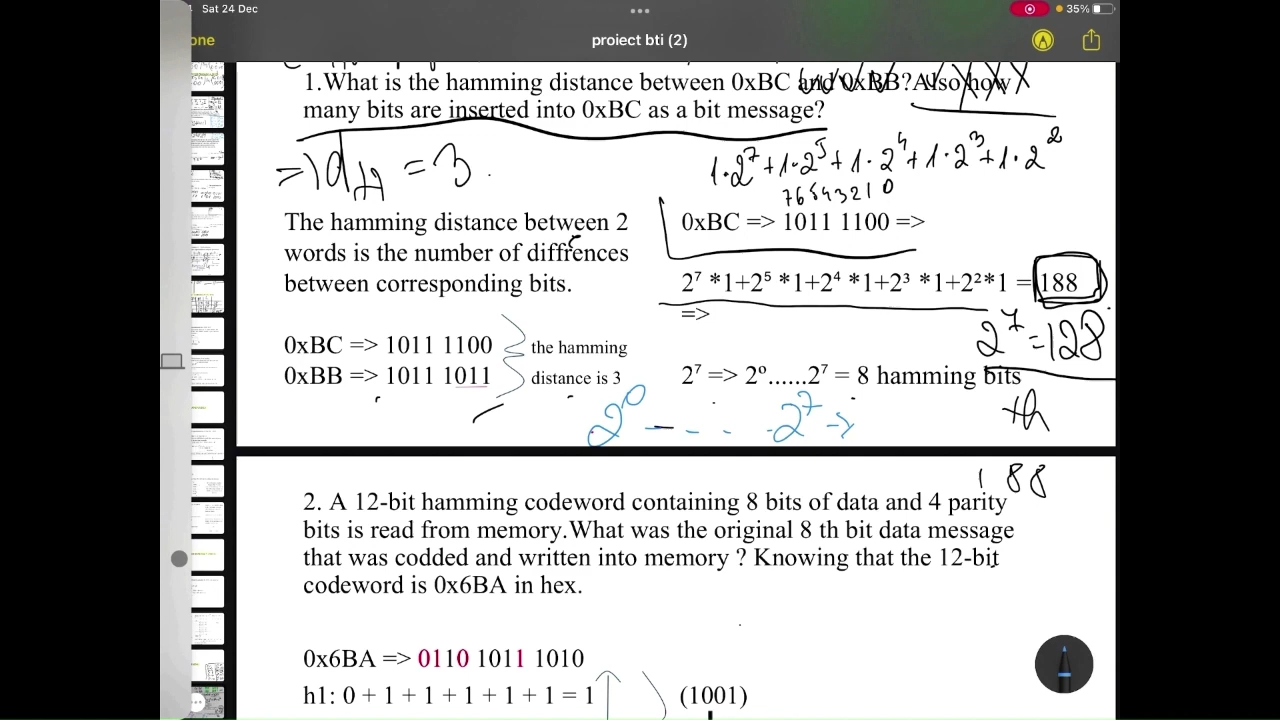 Sat 24 Dec
35%
one
proiect bti (2)
1.What is the hamming distance between 0xBC and 0xBB?Also how
many bits are inserted into 0xBC as a bit message?
=> dH = 3
1·2⁷+1·2⁵+1·2⁴+1·2³+1·2²
76543210
The hamming distance between 2
words is the number of diffrences
between corresponding bits.
0xBC => 1011 1100 =>
2⁷ *1+2⁵ *1+2⁴ *1+2³ *1+2²*1 = 188
=>
2⁷=128
0xBC => 1011 1100
0xBB => 1011 1011
the hamming
distance is 3
2⁷ => 2⁰......2⁷ = 8 hamming bits
th
2⁰ - - - · 2⁷ =>
188
2. A 12-bit hamming codeword containing 8 bits of data and 4 parity
bits is read from memory.What was the original 8 th bit data message
that was codded and written into memory ? Knowing that the 12-bit
codeword is 0x6BA in hex.
0x6BA => 0110 1011 1010
h1: 0 + 1 + 1 + 1 + 1 + 1 = 1
(1001)